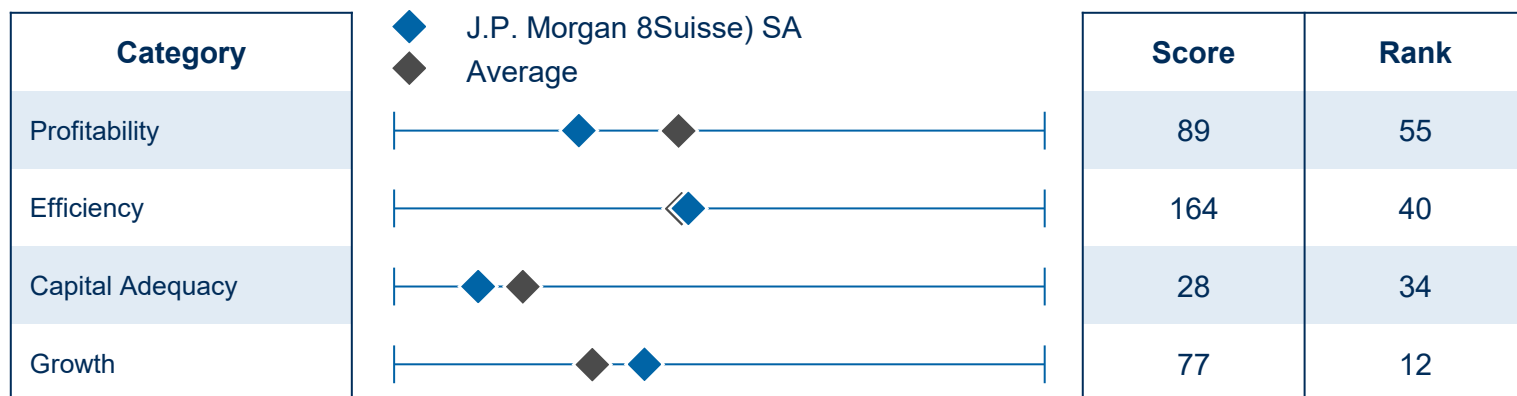 Category
J.P. Morgan 8Suisse) SA
Average
Score Rank
Profitability 89 55
Efficiency 164 40
Capital Adequacy 28 34
Growth 77 12